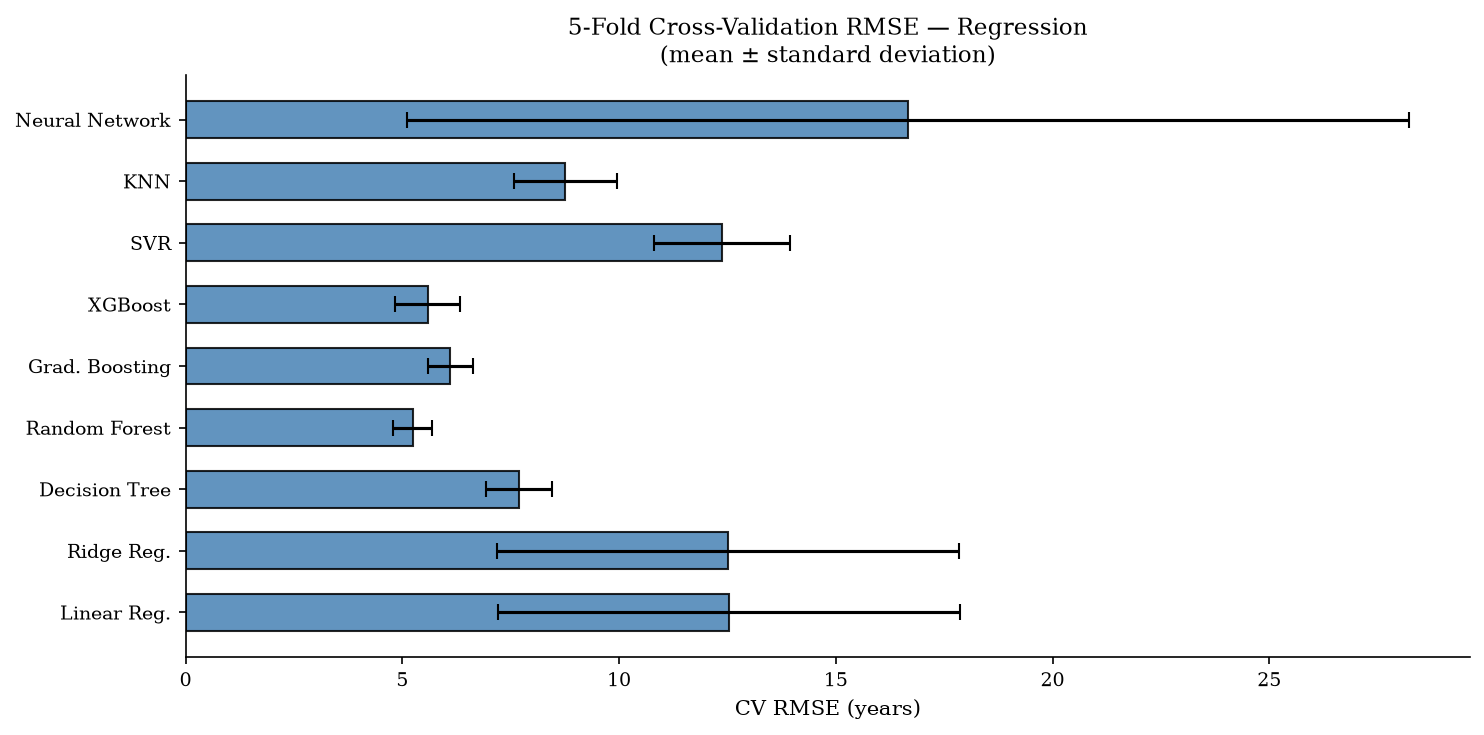 5-Fold Cross-Validation RMSE — Regression
(mean ± standard deviation)
Neural Network
KNN
SVR
XGBoost
Grad. Boosting
Random Forest
Decision Tree
Ridge Reg.
Linear Reg.
0 5 10 15 20 25
CV RMSE (years)